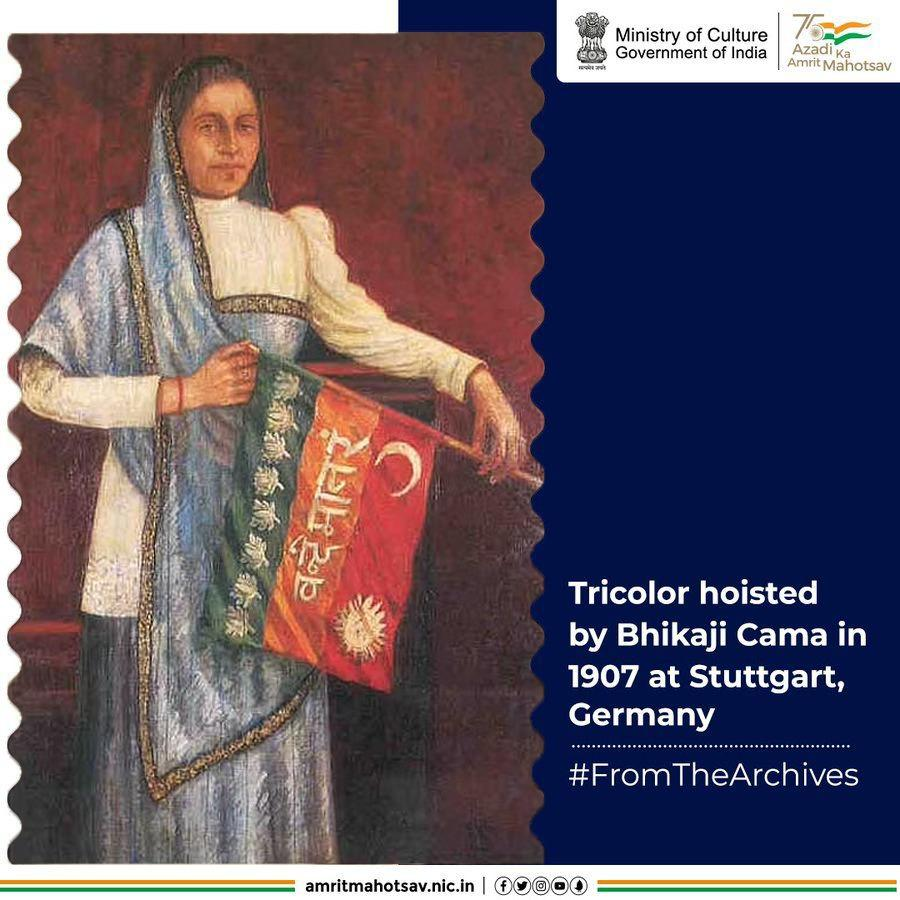 Ministry of Culture
Government of India
सत्यमेव जयते
75
Azadi Ka
Amrit Mahotsav
वन्दे मातरं
Tricolor hoisted
by Bhikaji Cama in
1907 at Stuttgart,
Germany
#FromTheArchives
amritmahotsav.nic.in